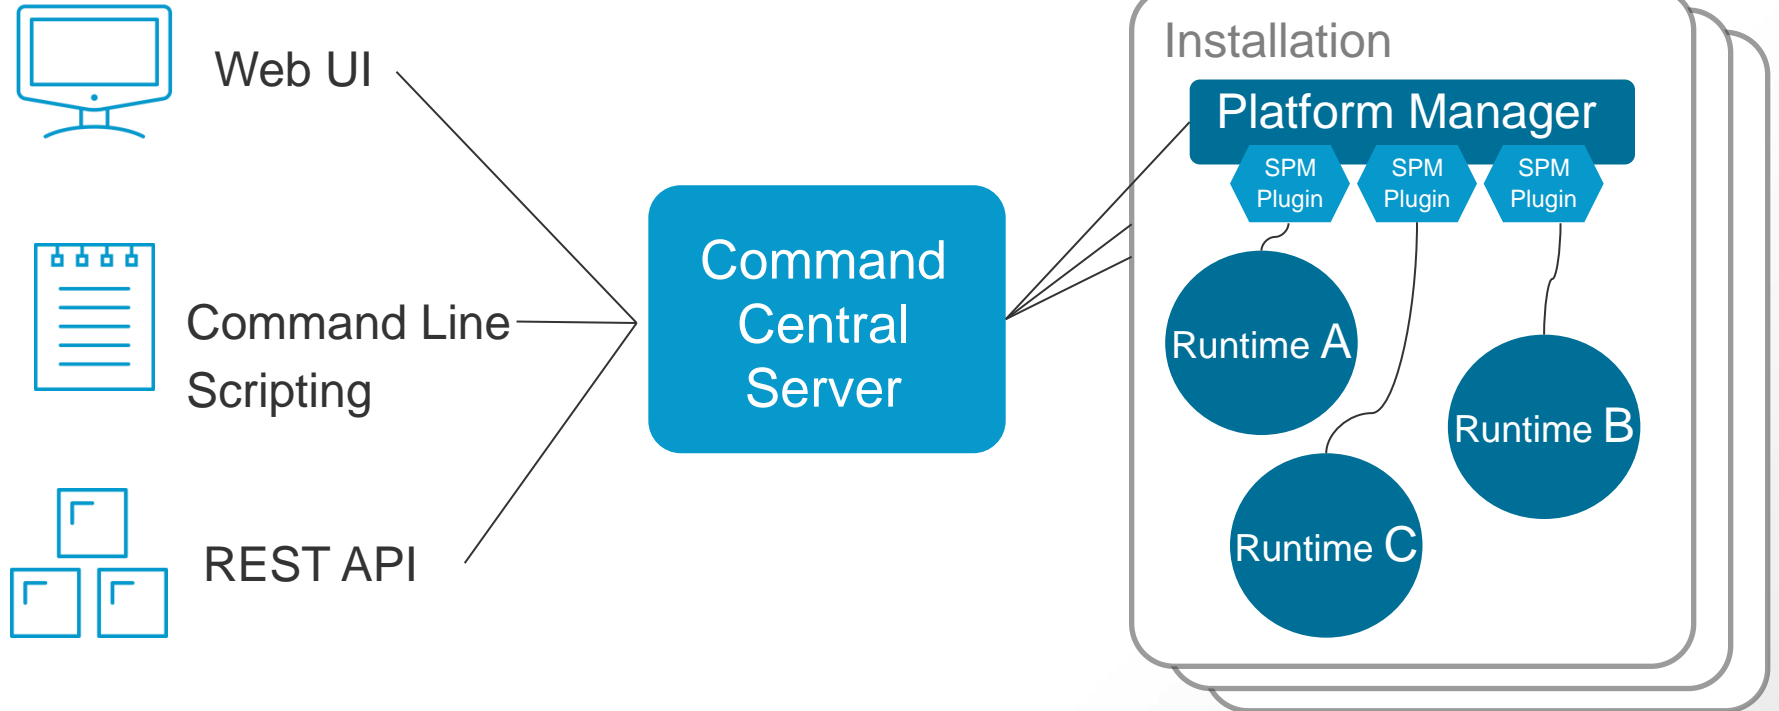 Web UI
Command Line
Scripting
REST API
Command
Central
Server
Installation
Platform Manager
SPM
Plugin
SPM
Plugin
SPM
Plugin
Runtime A
Runtime B
Runtime C